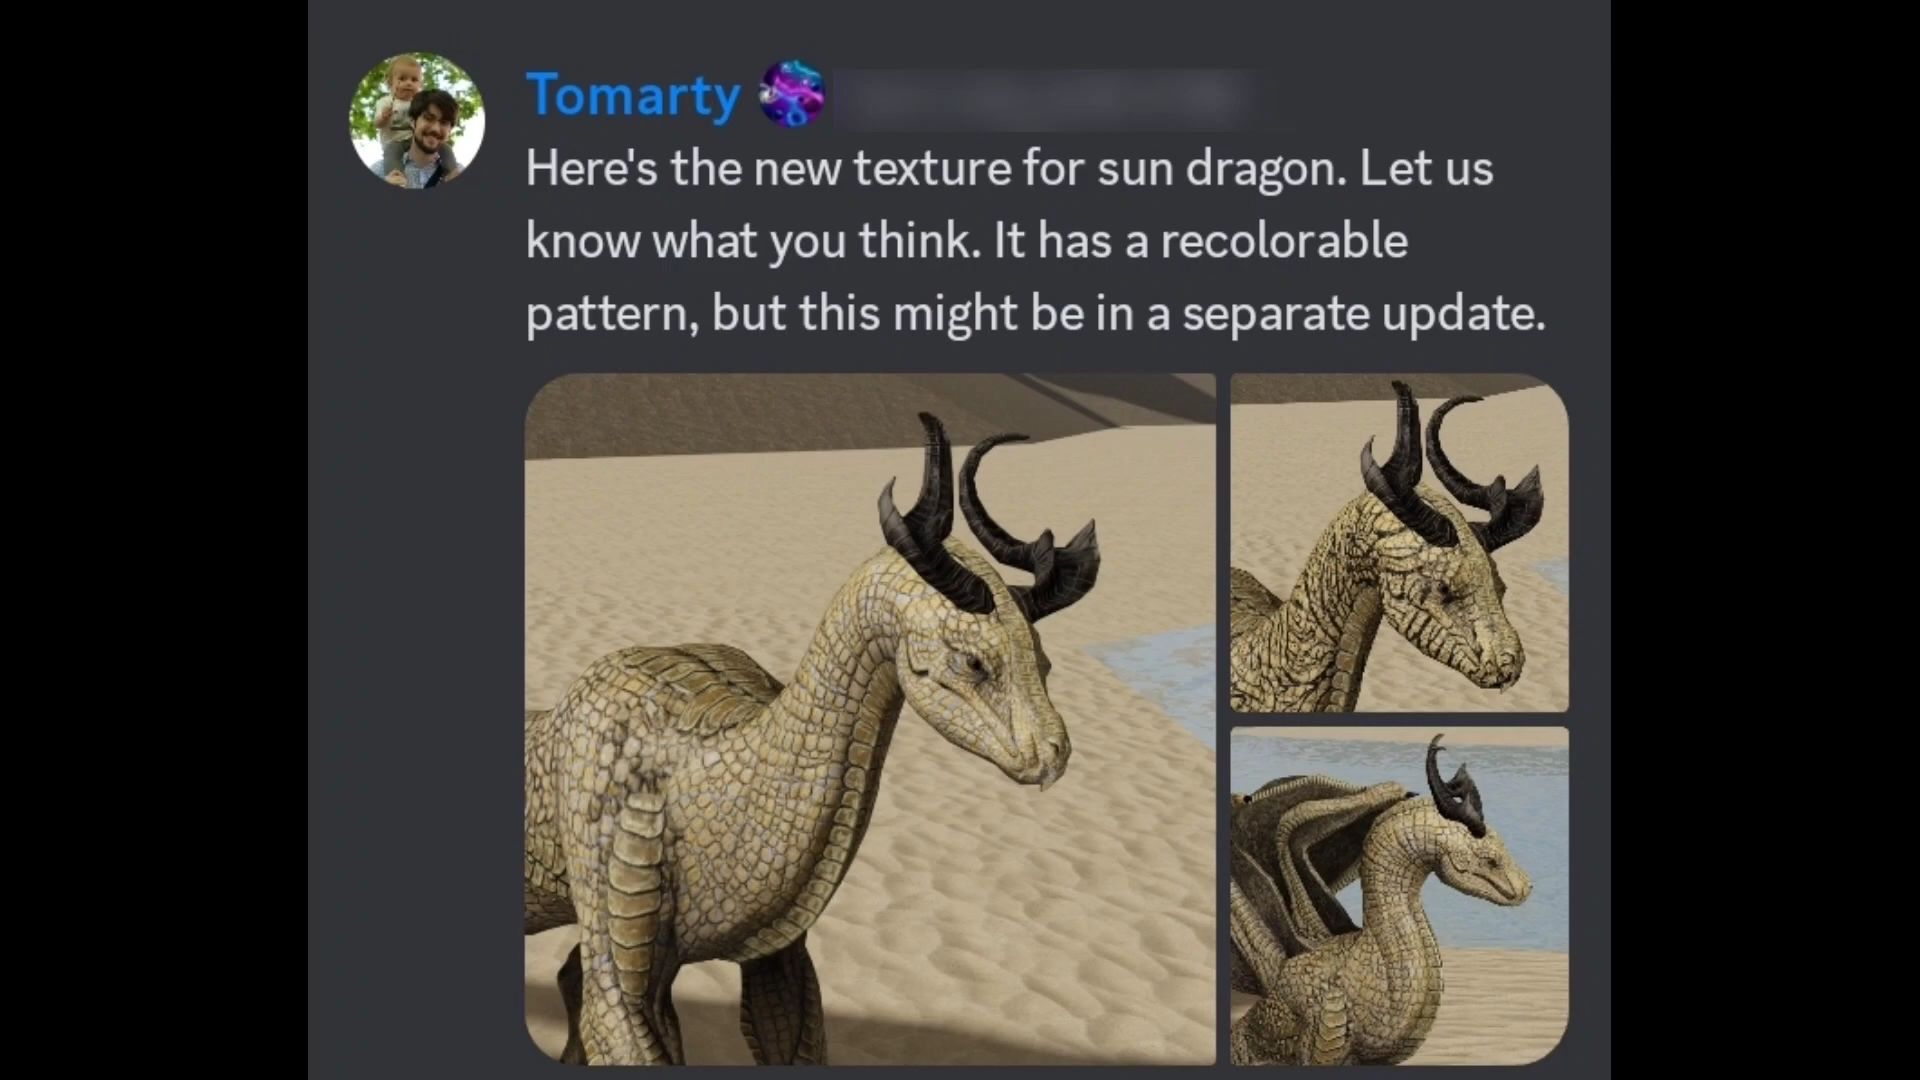 Tomarty
Here's the new texture for sun dragon. Let us
know what you think. It has a recolorable
pattern, but this might be in a separate update.